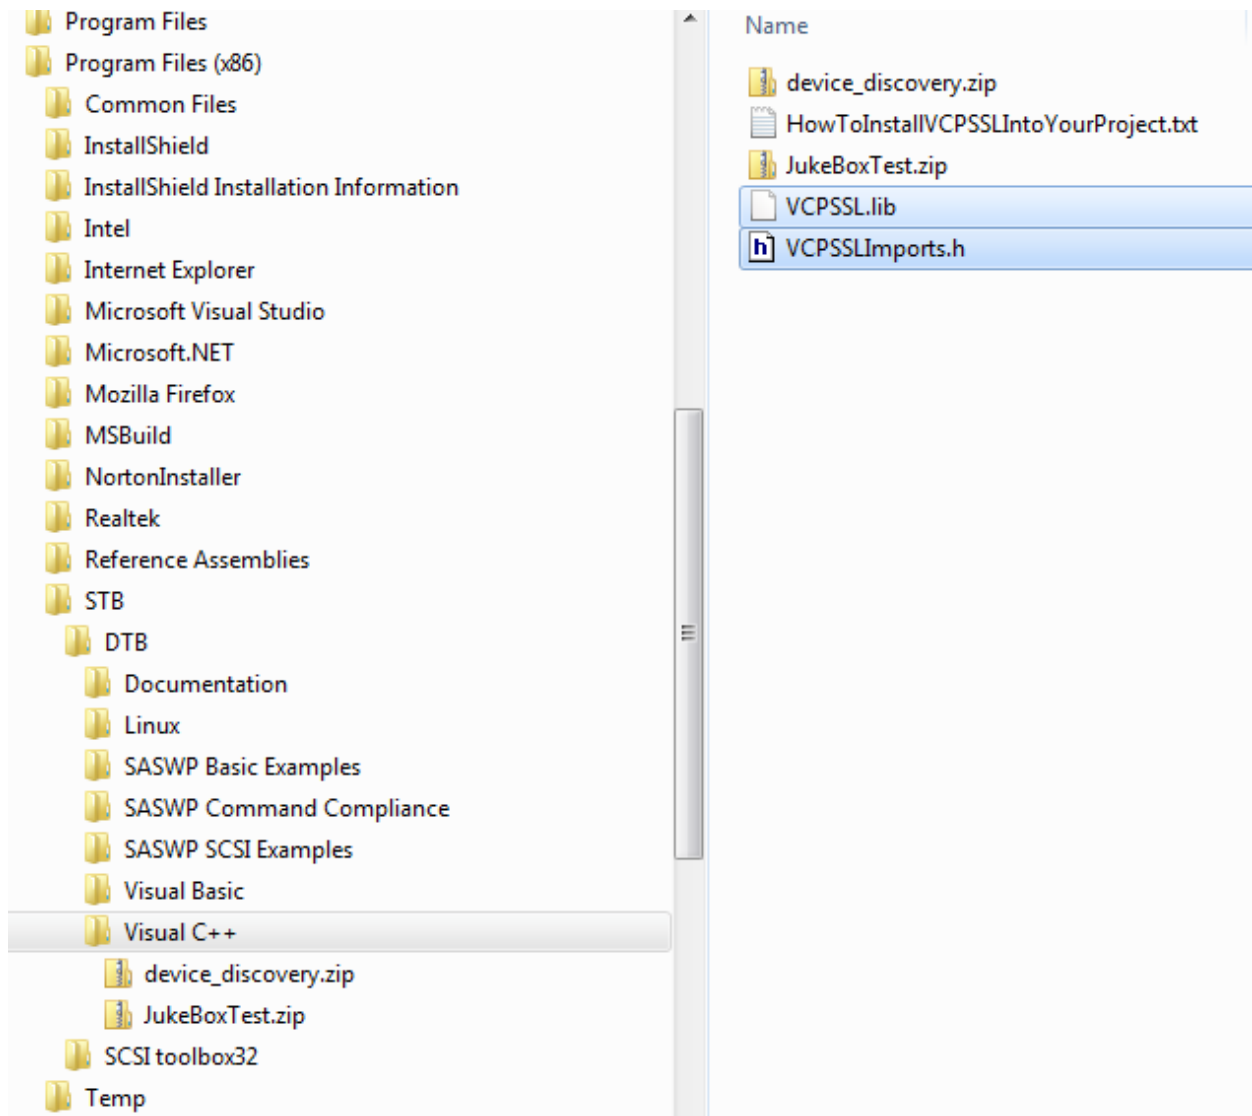 Program Files
Program Files (x86)
Common Files
InstallShield
InstallShield Installation Information
Intel
Internet Explorer
Microsoft Visual Studio
Microsoft.NET
Mozilla Firefox
MSBuild
NortonInstaller
Realtek
Reference Assemblies
STB
DTB
Documentation
Linux
SASWP Basic Examples
SASWP Command Compliance
SASWP SCSI Examples
Visual Basic
Visual C++
device_discovery.zip
JukeBoxTest.zip
SCSI toolbox32
Temp
Name
device_discovery.zip
HowToInstallVCPSSLIntoYourProject.txt
JukeBoxTest.zip
VCPSSL.lib
h VCPSSLImports.h